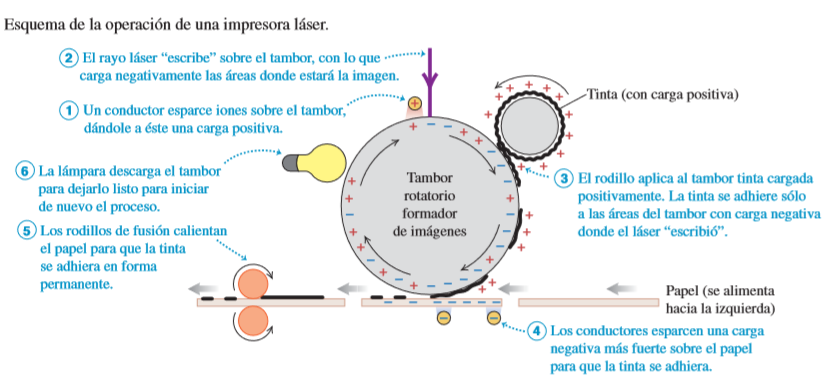 Esquema de la operación de una impresora láser.
2 El rayo láser “escribe” sobre el tambor, con lo que
carga negativamente las áreas donde estará la imagen.
1 Un conductor esparce iones sobre el tambor,
dándole a éste una carga positiva.
Tinta (con carga positiva)
6 La lámpara descarga el tambor
para dejarlo listo para iniciar
de nuevo el proceso.
Tambor
rotatorio
formador
de imágenes
3 El rodillo aplica al tambor tinta cargada
positivamente. La tinta se adhiere sólo
a las áreas del tambor con carga negativa
donde el láser “escribió”.
5 Los rodillos de fusión calientan
el papel para que la tinta
se adhiera en forma
permanente.
Papel (se alimenta
hacia la izquierda)
4 Los conductores esparcen una carga
negativa más fuerte sobre el papel
para que la tinta se adhiera.